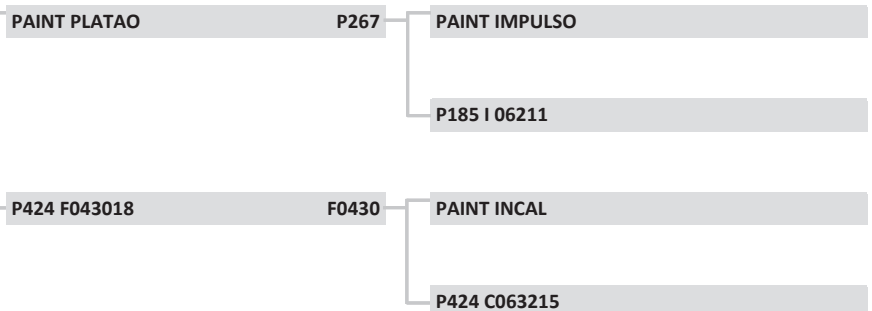 PAINT PLATAO P267 PAINT IMPULSO
P185 I 06211
P424 F043018 F0430 PAINT INCAL
P424 C063215